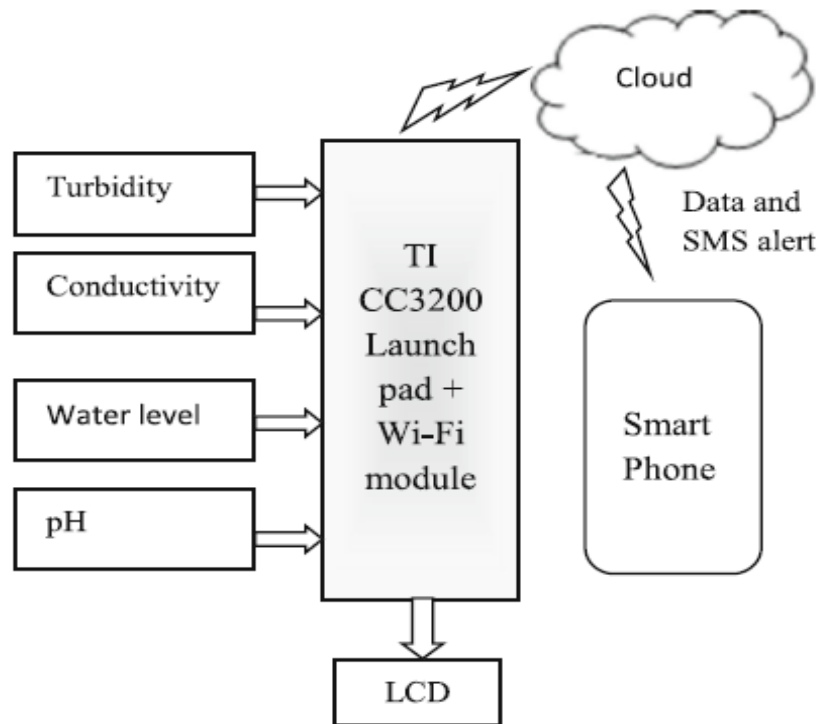 Cloud
Turbidity
Conductivity
Water level
pH
TI
CC3200
Launch
pad +
Wi-Fi
module
Data and
SMS alert
Smart
Phone
LCD